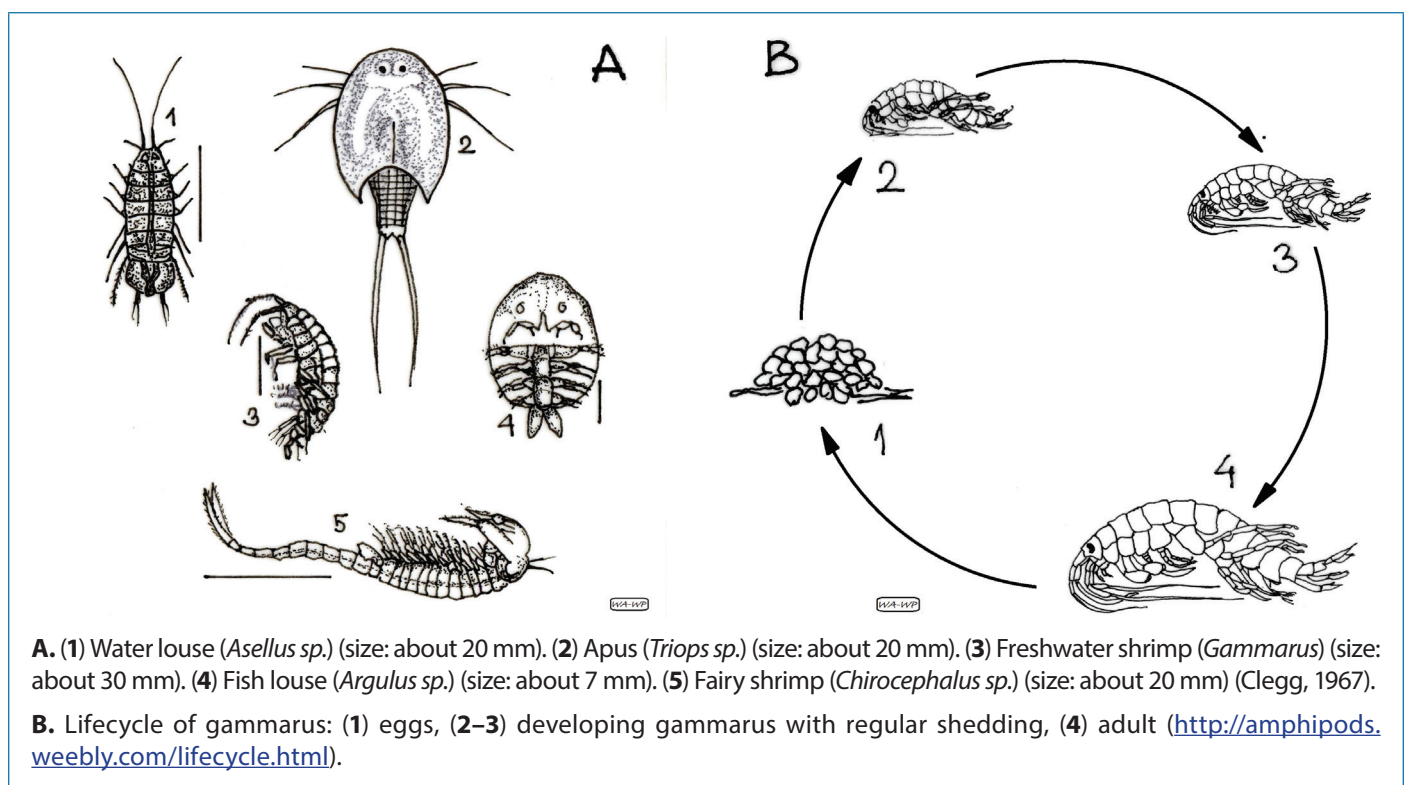 A
B
1
2
3
4
5
WA-WP
2
3
1
4
WA-WP
A. (1) Water louse (Asellus sp.) (size: about 20 mm). (2) Apus (Triops sp.) (size: about 20 mm). (3) Freshwater shrimp (Gammarus) (size:
about 30 mm). (4) Fish louse (Argulus sp.) (size: about 7 mm). (5) Fairy shrimp (Chirocephalus sp.) (size: about 20 mm) (Clegg, 1967).
B. Lifecycle of gammarus: (1) eggs, (2–3) developing gammarus with regular shedding, (4) adult (http://amphipods.
weebly.com/lifecycle.html).